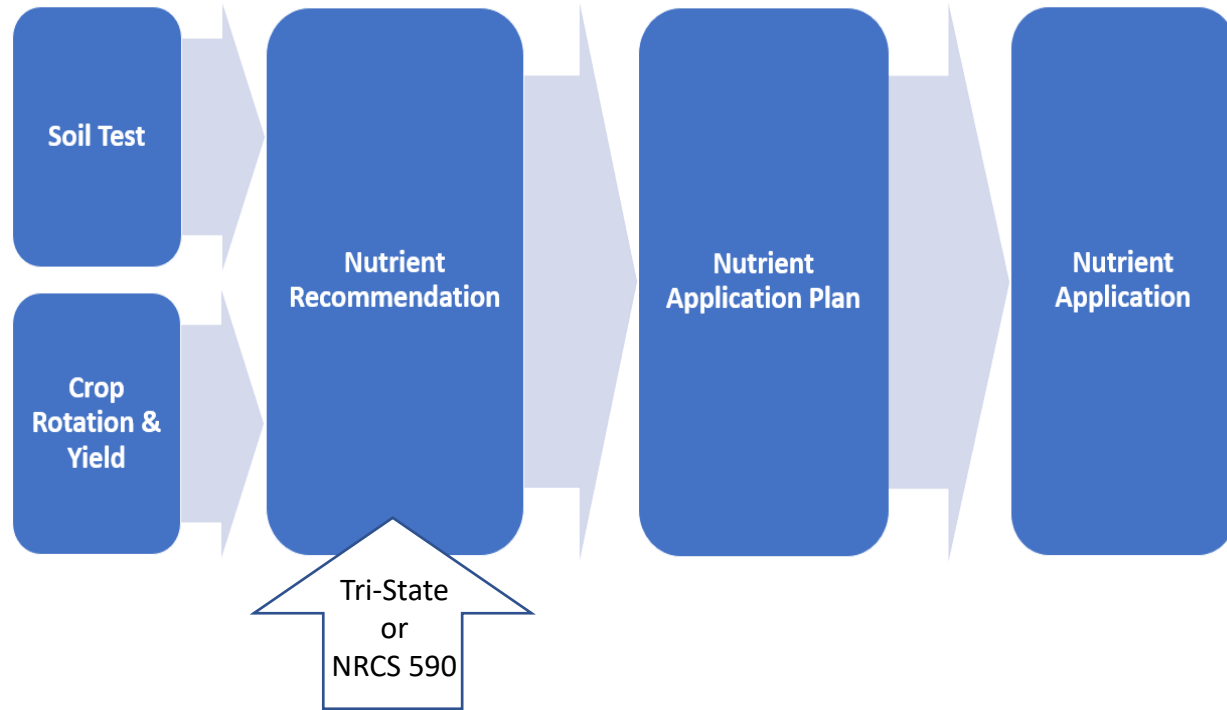 Soil Test
Crop
Rotation &
Yield
Nutrient
Recommendation
Tri-State
or
NRCS 590
Nutrient
Application Plan
Nutrient
Application